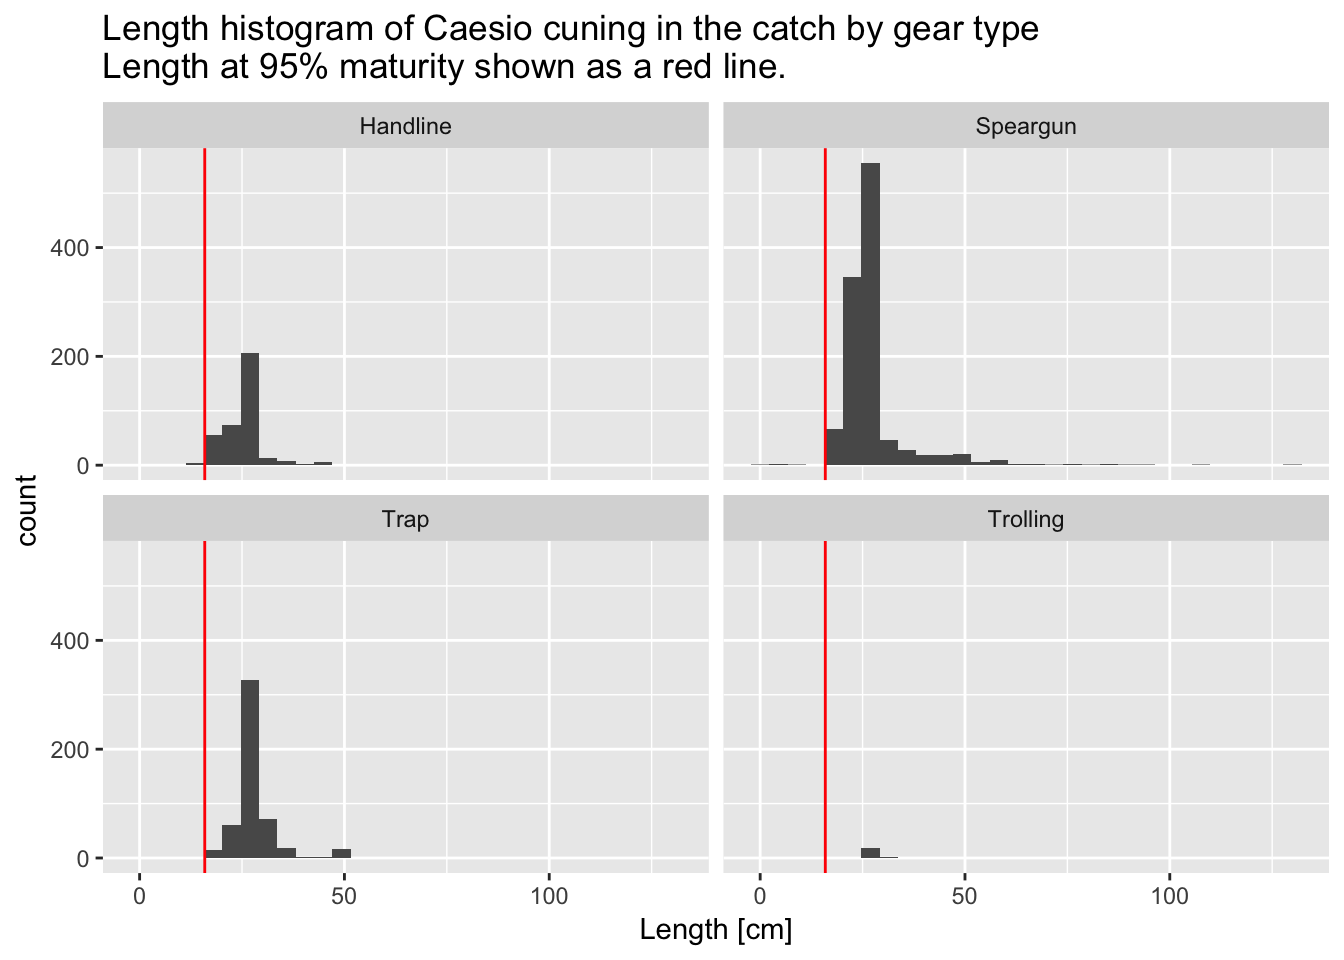 Length histogram of Caesio cuning in the catch by gear type
Length at 95% maturity shown as a red line.
Handline
Speargun
400
200
0
count
Trap
Trolling
400
200
0
0
50
100
0
50
100
Length [cm]